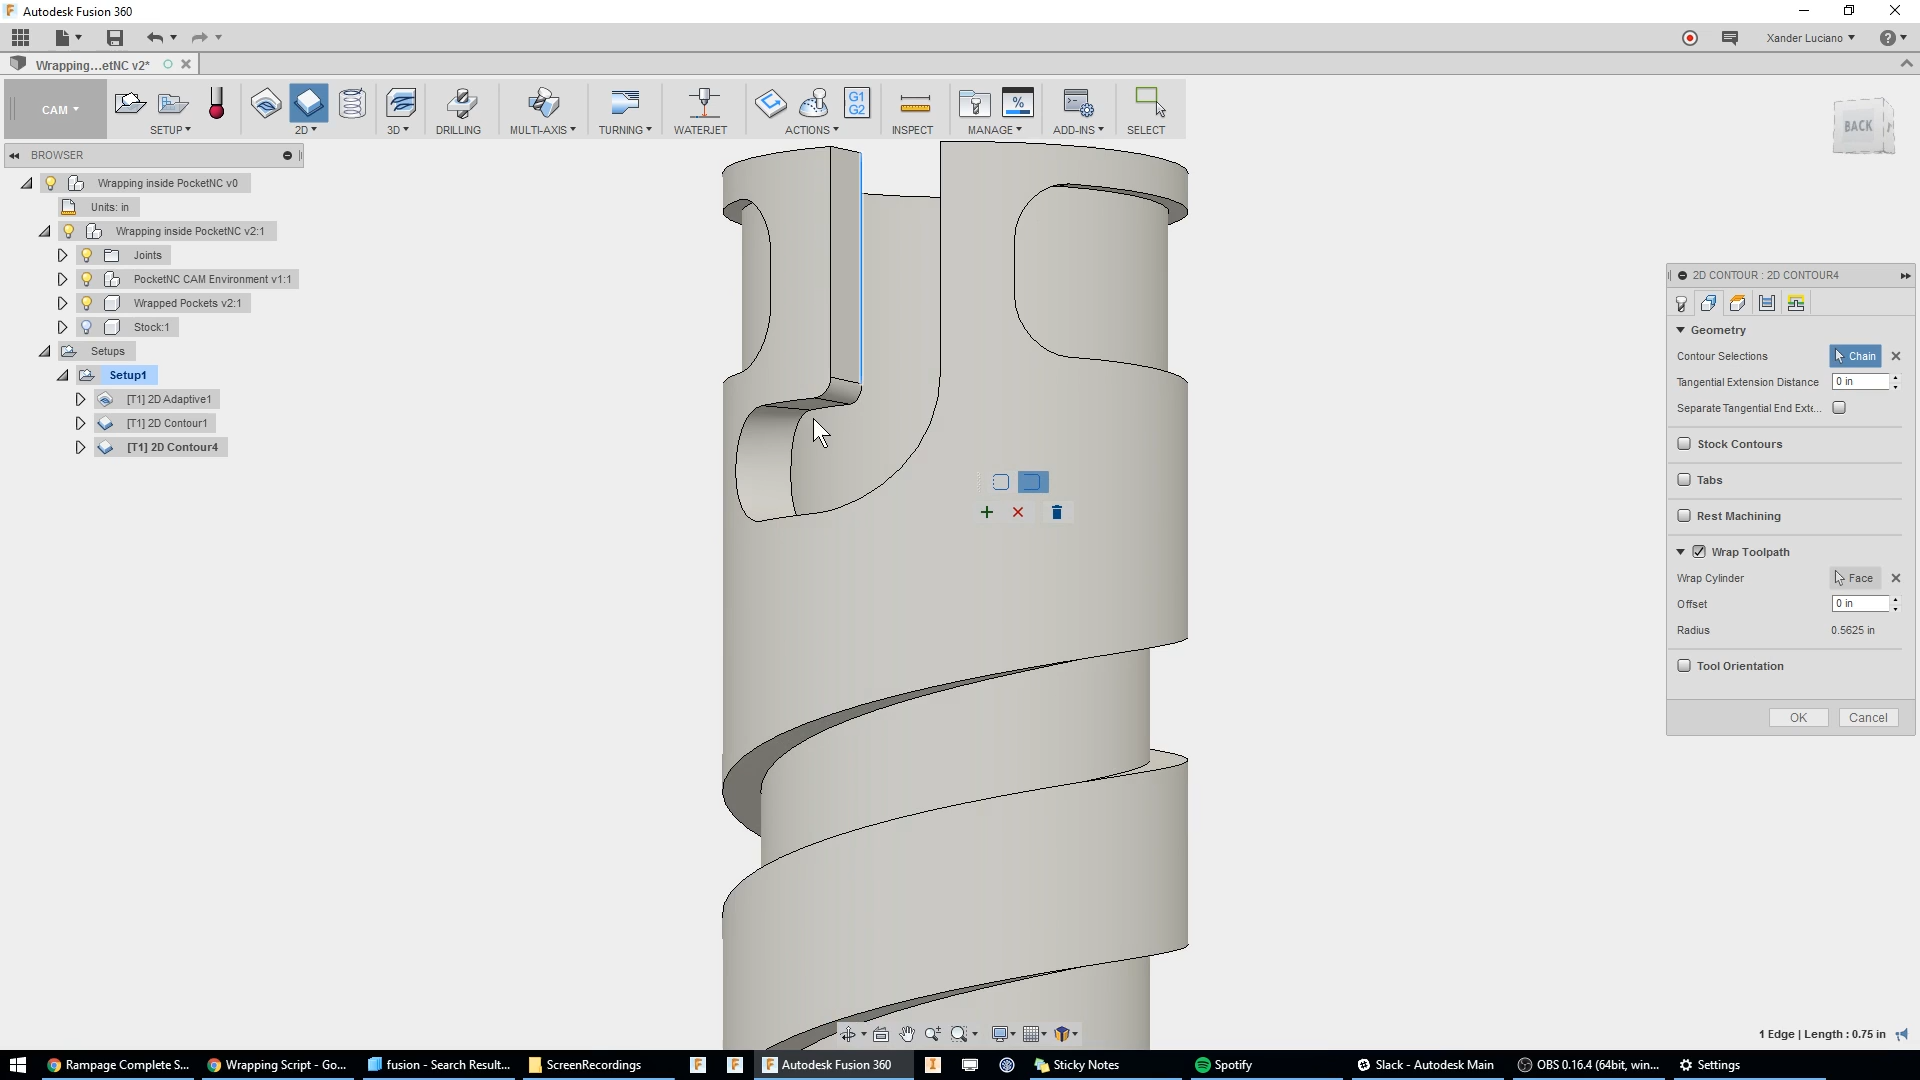 Autodesk Fusion 360
Xander Luciano
Wrapping...etNC v2*
CAM
SETUP
2D
3D
DRILLING
MULTI-AXIS
TURNING
WATERJET
G1
G2
ACTIONS
INSPECT
%
MANAGE
ADD-INS
SELECT
BACK
BROWSER
Wrapping inside PocketNC v0
Units: in
Wrapping inside PocketNC v2:1
Joints
PocketNC CAM Environment v1:1
Wrapped Pockets v2:1
Stock:1
Setups
Setup1
[T1] 2D Adaptive1
[T1] 2D Contour1
[T1] 2D Contour4
2D CONTOUR : 2D CONTOUR4
Geometry
Contour Selections Chain
Tangential Extension Distance 0 in
Separate Tangential End Exte...
Stock Contours
Tabs
Rest Machining
Wrap Toolpath
Wrap Cylinder Face
Offset 0 in
Radius 0.5625 in
Tool Orientation
OK Cancel
1 Edge | Length : 0.75 in
Rampage Complete S...
Wrapping Script - Go...
fusion - Search Result...
ScreenRecordings
Autodesk Fusion 360
Sticky Notes
Spotify
Slack - Autodesk Main
OBS 0.16.4 (64bit, win...
Settings